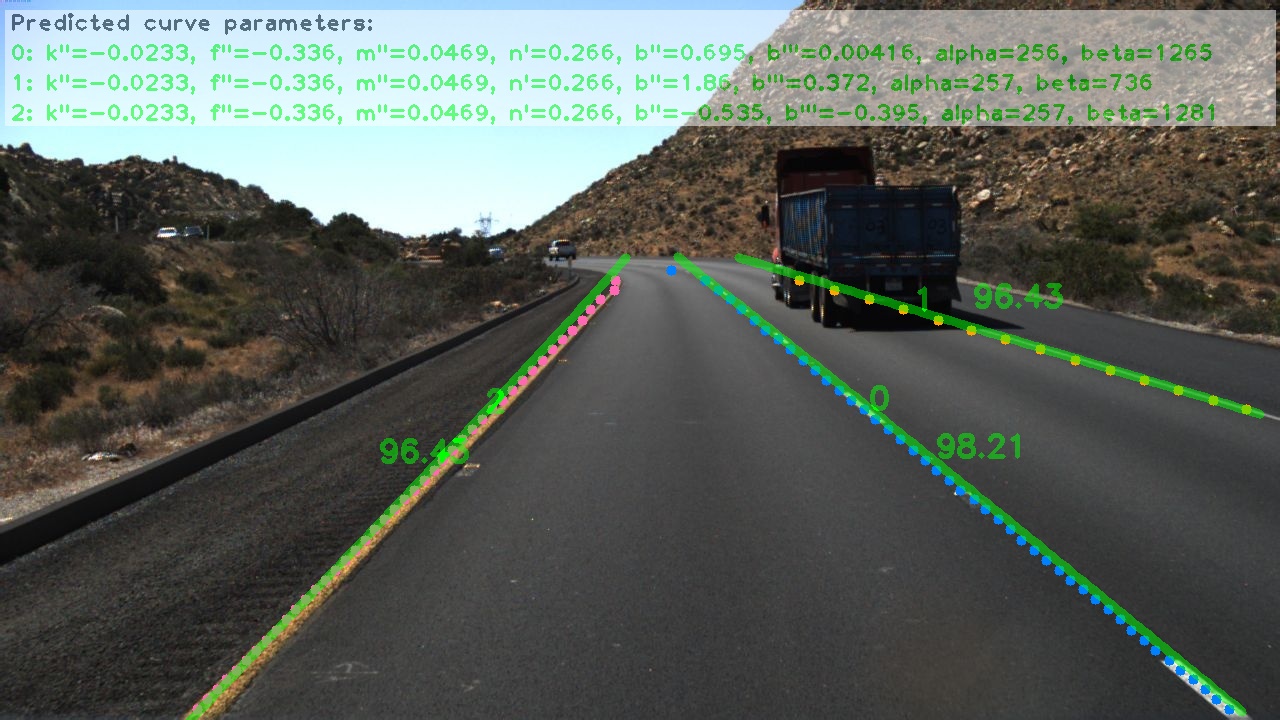 Predicted curve parameters:
0: k''=-0.0233, f''=-0.336, m''=0.0469, n'=0.266, b''=0.695, b'''=0.00416, alpha=256, beta=1265
1: k''=-0.0233, f''=-0.336, m''=0.0469, n'=0.266, b''=1.86, b'''=0.372, alpha=257, beta=736
2: k''=-0.0233, f''=-0.336, m''=0.0469, n'=0.266, b''=-0.535, b'''=-0.395, alpha=257, beta=1281
03 03
1 96.43
2 0
96.43 98.21